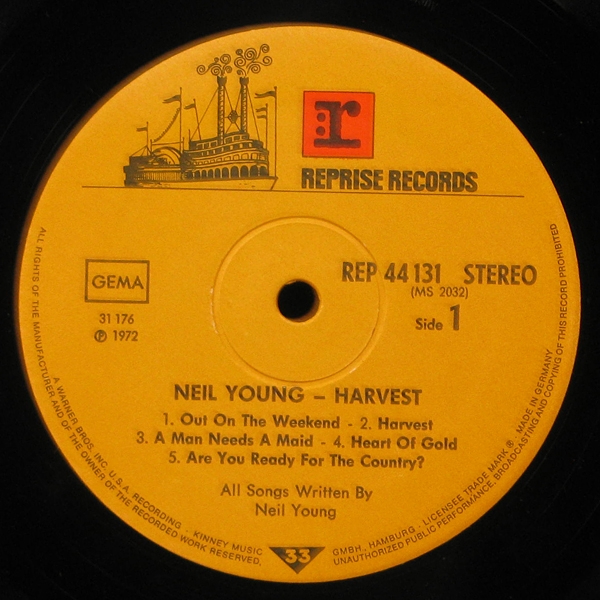 r
REPRISE RECORDS
GEMA
REP 44 131 STEREO
(MS 2032)
31 176
℗ 1972
Side 1
NEIL YOUNG – HARVEST
1. Out On The Weekend - 2. Harvest
3. A Man Needs A Maid - 4. Heart Of Gold
5. Are You Ready For The Country?
All Songs Written By
Neil Young
33
ALL RIGHTS OF THE MANUFACTURER AND OF THE OWNER OF THE RECORDED WORK RESERVED.
A WARNER BROS. INC. U.S.A. RECORDING · KINNEY MUSIC
GMBH. HAMBURG · LICENSEE TRADE MARK ® · MADE IN GERMANY
UNAUTHORIZED PUBLIC PERFORMANCE, BROADCASTING AND COPYING OF THIS RECORD PROHIBITED